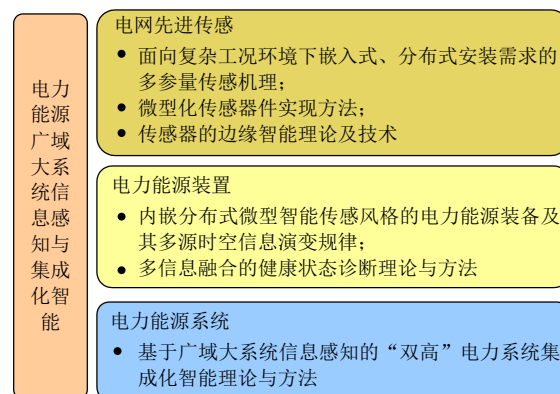 电力
能源
广域
大系
统信
息感
知与
集成
化智
能
电网先进传感
• 面向复杂工况环境下嵌入式、分布式安装需求的
多参量传感机理；
• 微型化传感器件实现方法；
• 传感器的边缘智能理论及技术
电力能源装置
• 内嵌分布式微型智能传感风格的电力能源装备及
其多源时空信息演变规律；
• 多信息融合的健康状态诊断理论与方法
电力能源系统
• 基于广域大系统信息感知的“双高”电力系统集
成化智能理论与方法